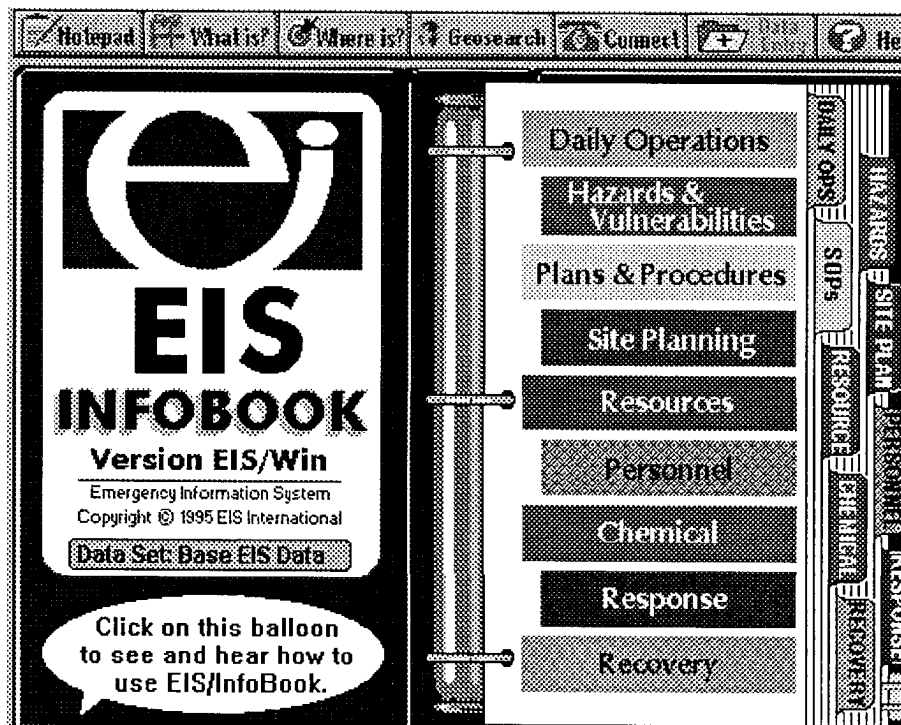 Notepad What is? Where is? Geosearch Connect He
ei
EIS
INFOBOOK
Version EIS/Win
Emergency Information System
Copyright © 1995 EIS International
Data Set: Base EIS Data
Click on this balloon
to see and hear how to
use EIS/InfoBook.
Daily Operations
Hazards &
Vulnerabilities
Plans & Procedures
Site Planning
Resources
Personnel
Chemical
Response
Recovery
DAILY OPS
SOPs
RESOURCE
CHEMICAL
RECOVERY
HAZARDS
SITE PLAN
PERSONNEL
RESPONSE